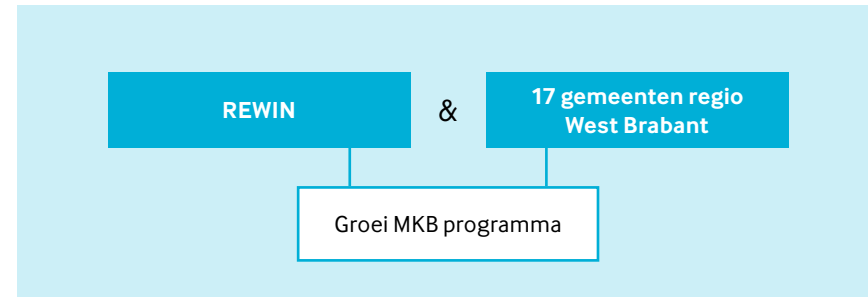 REWIN
&
17 gemeenten regio
West Brabant
Groei MKB programma